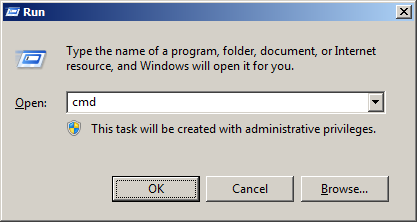 Run
Type the name of a program, folder, document, or Internet
resource, and Windows will open it for you.
Open: cmd
This task will be created with administrative privileges.
OK Cancel Browse...